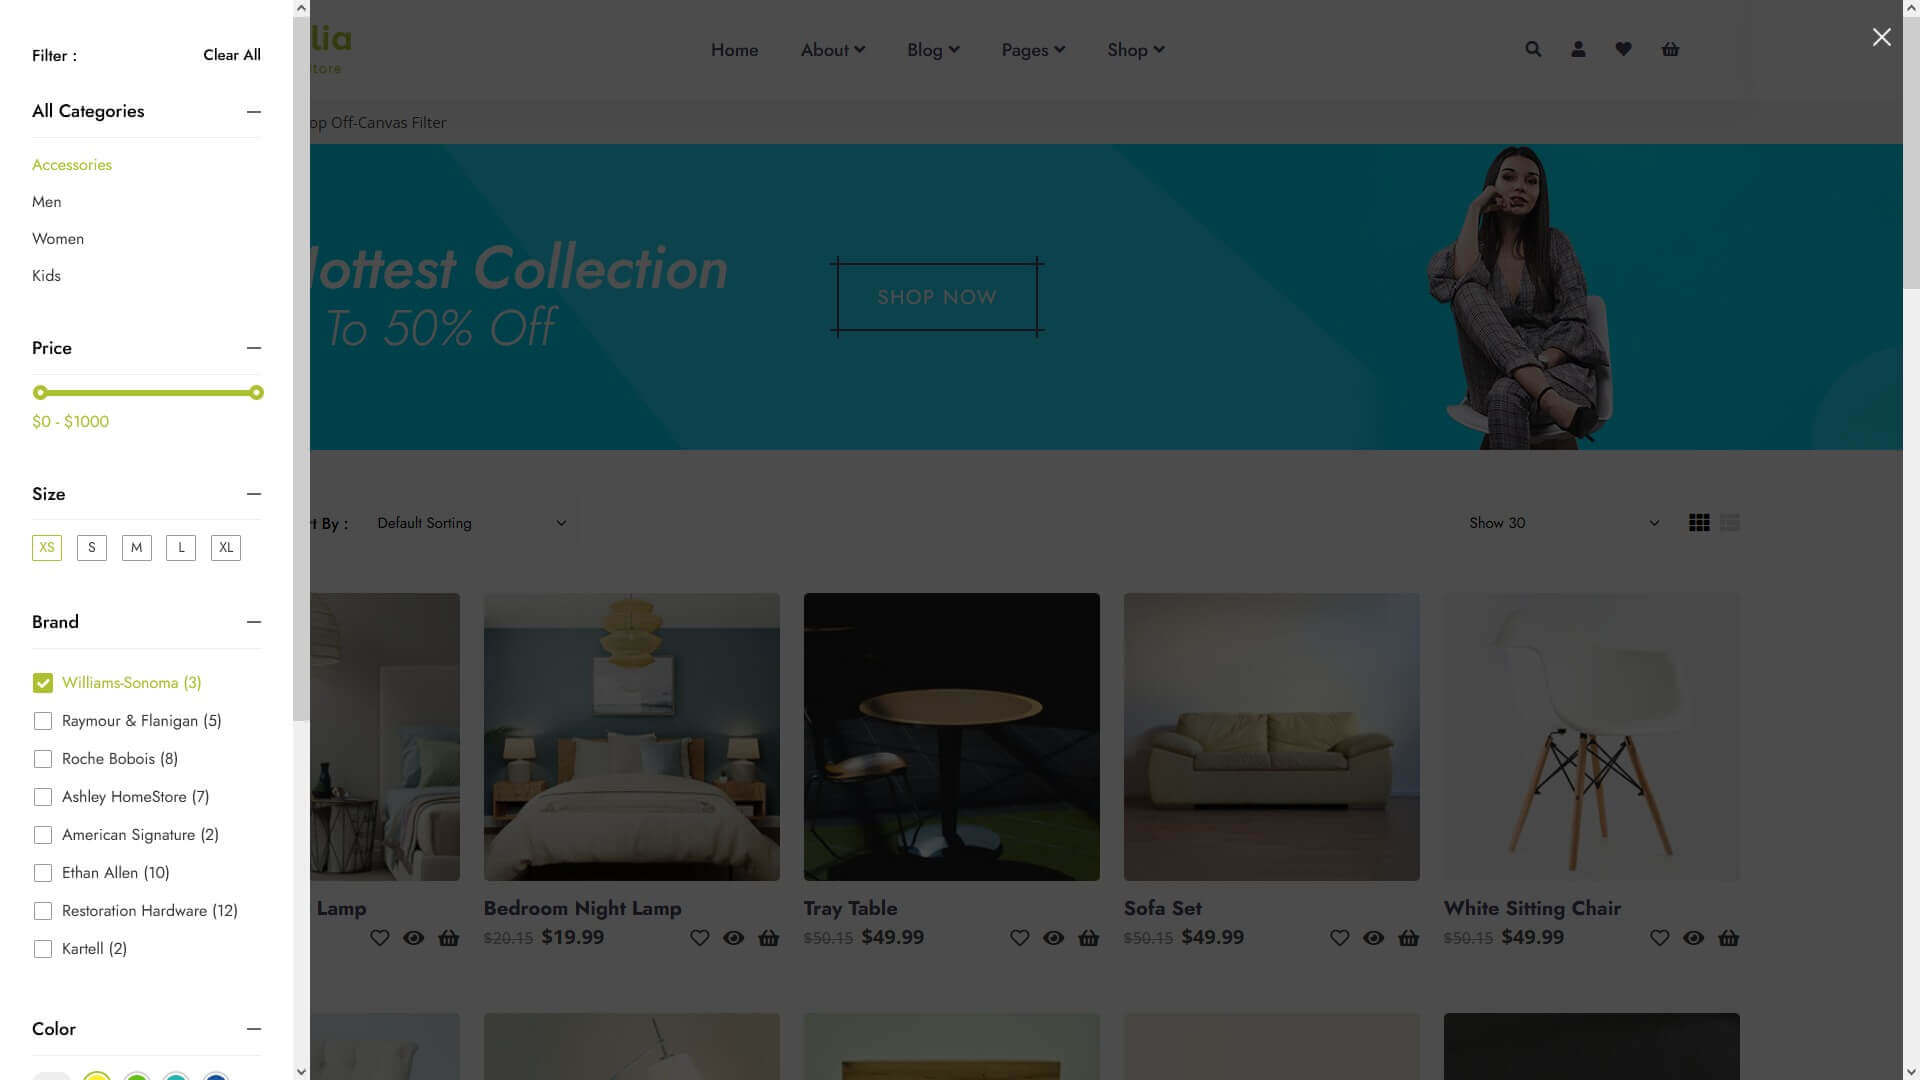 Filter :
Clear All
All Categories
Accessories
Men
Women
Kids
Price
$0 - $1000
Size
XS S M L XL
Brand
Williams-Sonoma (3)
Raymour & Flanigan (5)
Roche Bobois (8)
Ashley HomeStore (7)
American Signature (2)
Ethan Allen (10)
Restoration Hardware (12)
Kartell (2)
Color
lia
tore
Home About Blog Pages Shop
op Off-Canvas Filter
Hottest Collection
To 50% Off
SHOP NOW
rt By :
Default Sorting
Show 30
Lamp
Bedroom Night Lamp
$20.15 $19.99
Tray Table
$50.15 $49.99
Sofa Set
$50.15 $49.99
White Sitting Chair
$50.15 $49.99